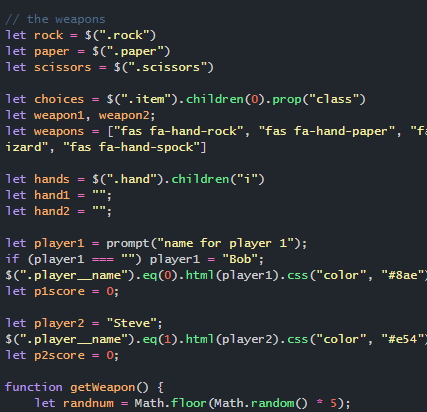 // the weapons
let rock = $(".rock")
let paper = $(".paper")
let scissors = $(".scissors")
let choices = $(".item").children(0).prop("class")
let weapon1, weapon2;
let weapons = ["fas fa-hand-rock", "fas fa-hand-paper", "fa
izard", "fas fa-hand-spock"]
let hands = $(".hand").children("i")
let hand1 = "";
let hand2 = "";
let player1 = prompt("name for player 1");
if (player1 === "") player1 = "Bob";
$(".player__name").eq(0).html(player1).css("color", "#8ae")
let p1score = 0;
let player2 = "Steve";
$(".player__name").eq(1).html(player2).css("color", "#e54")
let p2score = 0;
function getWeapon() {
let randnum = Math.floor(Math.random() * 5);